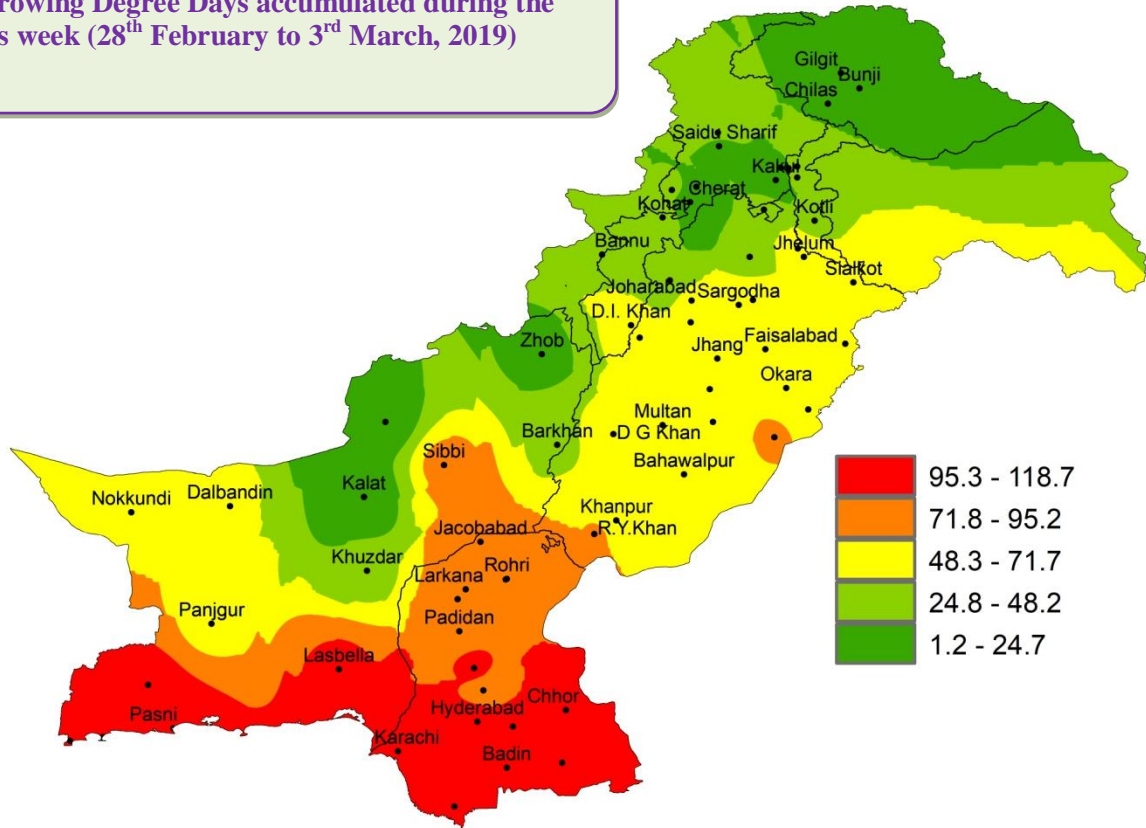 rowing Degree Days accumulated during the
s week (28th February to 3rd March, 2019)
Gilgit
Bunji
Chilas
Saidu Sharif
Kakul
Cherat
Kohat
Kotli
Bannu
Jhelum
Sialkot
Joharabad
Sargodha
D.I. Khan
Zhob
Faisalabad
Jhang
Okara
Multan
Barkhan
D G Khan
Sibbi
Bahawalpur
Kalat
Nokkundi
Dalbandin
Khanpur
R.Y.Khan
Jacobabad
Khuzdar
Rohri
Larkana
Panjgur
Padidan
Lasbella
Chhor
Pasni
Hyderabad
Karachi
Badin
95.3 - 118.7
71.8 - 95.2
48.3 - 71.7
24.8 - 48.2
1.2 - 24.7